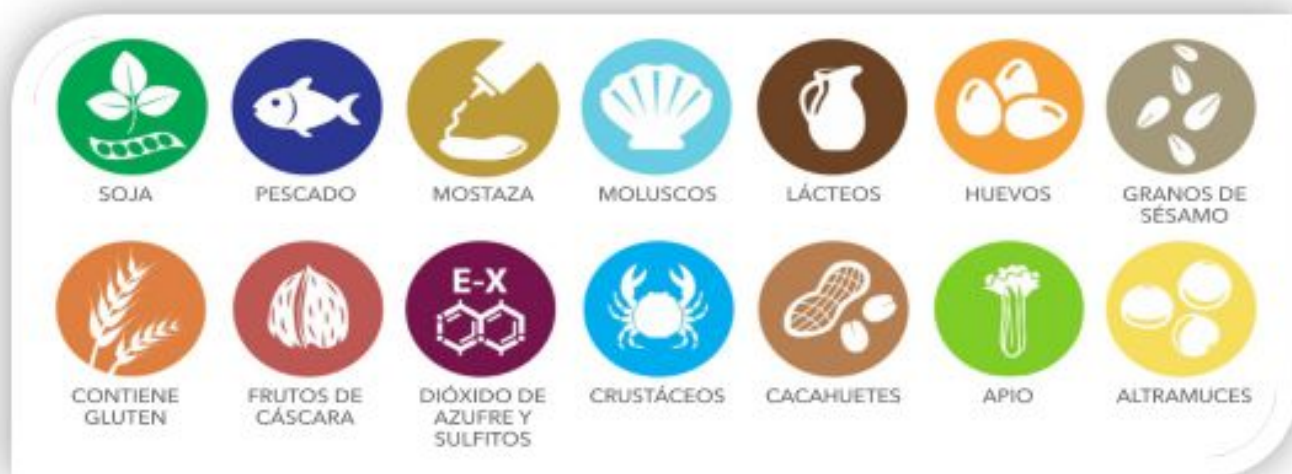 SOJA
PESCADO
MOSTAZA
MOLUSCOS
LÁCTEOS
HUEVOS
GRANOS DE
SÉSAMO
CONTIENE
GLUTEN
FRUTOS DE
CÁSCARA
E-X
DIÓXIDO DE
AZUFRE Y
SULFITOS
CRUSTÁCEOS
CACAHUETES
APIO
ALTRAMUCES